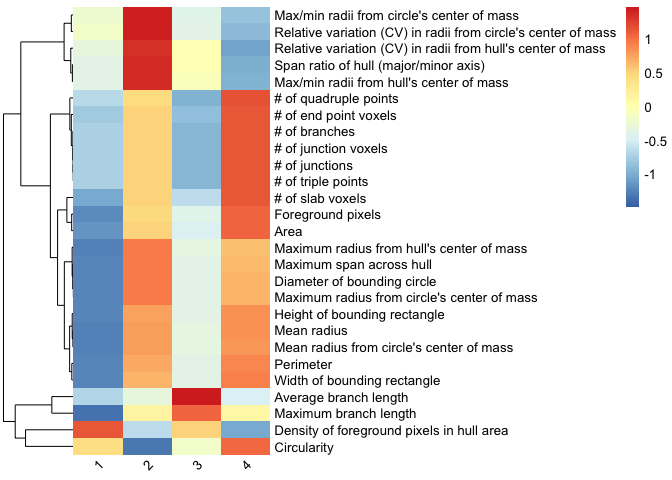 Max/min radii from circle's center of mass
Relative variation (CV) in radii from circle's center of mass
Relative variation (CV) in radii from hull's center of mass
Span ratio of hull (major/minor axis)
Max/min radii from hull's center of mass
# of quadruple points
# of end point voxels
# of branches
# of junction voxels
# of junctions
# of triple points
# of slab voxels
Foreground pixels
Area
Maximum radius from hull's center of mass
Maximum span across hull
Diameter of bounding circle
Maximum radius from circle's center of mass
Height of bounding rectangle
Mean radius
Mean radius from circle's center of mass
Perimeter
Width of bounding rectangle
Average branch length
Maximum branch length
Density of foreground pixels in hull area
Circularity
1 2 3 4
1
0.5
0
-0.5
-1